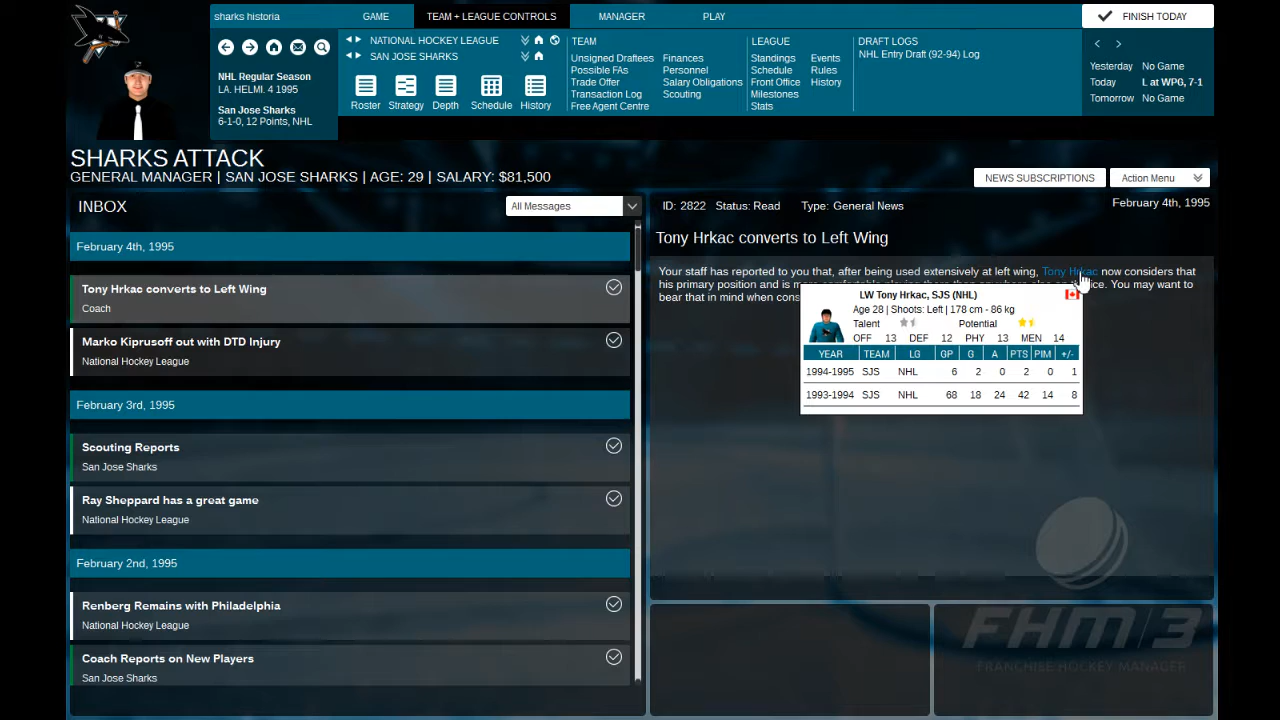 sharks historia
GAME
TEAM + LEAGUE CONTROLS
MANAGER
PLAY
FINISH TODAY
NATIONAL HOCKEY LEAGUE
SAN JOSE SHARKS
Roster
Strategy
Depth
Schedule
History
NHL Regular Season
LA. HELMI. 4 1995
San Jose Sharks
6-1-0, 12 Points, NHL
TEAM
Unsigned Draftees
Possible FAs
Trade Offer
Transaction Log
Free Agent Centre
Finances
Personnel
Salary Obligations
Scouting
LEAGUE
Standings
Schedule
Front Office
Milestones
Stats
Events
Rules
History
DRAFT LOGS
NHL Entry Draft (92-94) Log
Yesterday No Game
Today L at WPG, 7-1
Tomorrow No Game
SHARKS ATTACK
GENERAL MANAGER | SAN JOSE SHARKS | AGE: 29 | SALARY: $81,500
NEWS SUBSCRIPTIONS
Action Menu
INBOX
All Messages
February 4th, 1995
Tony Hrkac converts to Left Wing
Coach
Marko Kiprusoff out with DTD Injury
National Hockey League
February 3rd, 1995
Scouting Reports
San Jose Sharks
Ray Sheppard has a great game
National Hockey League
February 2nd, 1995
Renberg Remains with Philadelphia
National Hockey League
Coach Reports on New Players
San Jose Sharks
ID: 2822 Status: Read Type: General News
February 4th, 1995
Tony Hrkac converts to Left Wing
Your staff has reported to you that, after being used extensively at left wing, Tony Hrkac now considers that
his primary position and is more You may want to
bear that in mind when
LW Tony Hrkac, SJS (NHL)
Age 28 | Shoots: Left | 178 cm - 86 kg
Talent Potential
OFF 13 DEF 12 PHY 13 MEN 14
YEAR TEAM LG GP G A PTS PIM +/-
1994-1995 SJS NHL 6 2 0 2 0 1
1993-1994 SJS NHL 68 18 24 42 14 8
FHM/3
FRANCHISE HOCKEY MANAGER